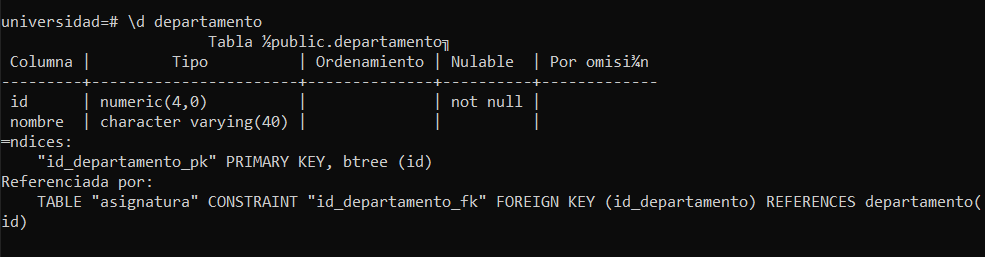 universidad=# \d departamento
Tabla ½public.departamento╗
Columna | Tipo | Ordenamiento | Nulable | Por omisi¾n
---------+-----------------------+--------------+----------+-------------
id | numeric(4,0) | | not null |
nombre | character varying(40) | | |
═ndices:
"id_departamento_pk" PRIMARY KEY, btree (id)
Referenciada por:
TABLE "asignatura" CONSTRAINT "id_departamento_fk" FOREIGN KEY (id_departamento) REFERENCES departamento(
id)